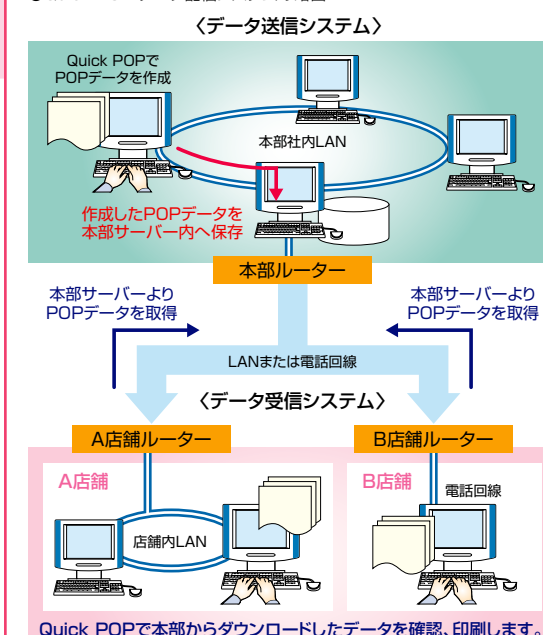 〈データ送信システム〉
Quick POPで
POPデータを作成
本部社内LAN
作成したPOPデータを
本部サーバー内へ保存
本部ルーター
本部サーバーより
POPデータを取得
本部サーバーより
POPデータを取得
LANまたは電話回線
〈データ受信システム〉
A店舗ルーター
B店舗ルーター
A店舗
店舗内LAN
B店舗
電話回線
Quick POPで本部からダウンロードしたデータを確認、印刷します。